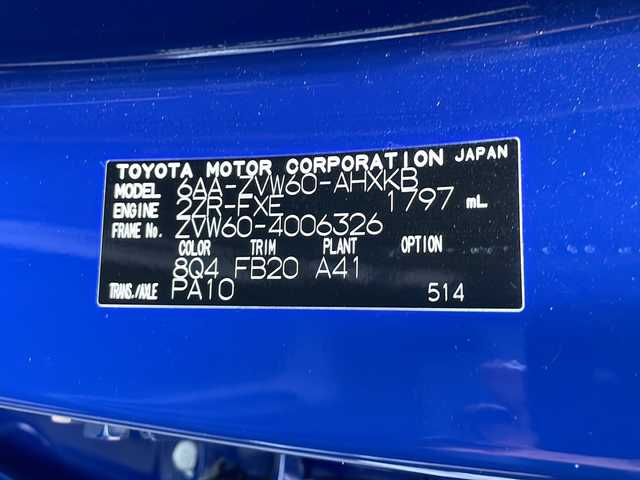 TOYOTA MOTOR CORPORATION JAPAN
MODEL 6AA-ZVW60-AHXKB
ENGINE 2ZR-FXE 1797 mL
FRAME No. ZVW60-4006326
COLOR TRIM PLANT OPTION
8Q4 FB20 A41
TRANS./AXLE PA10 514